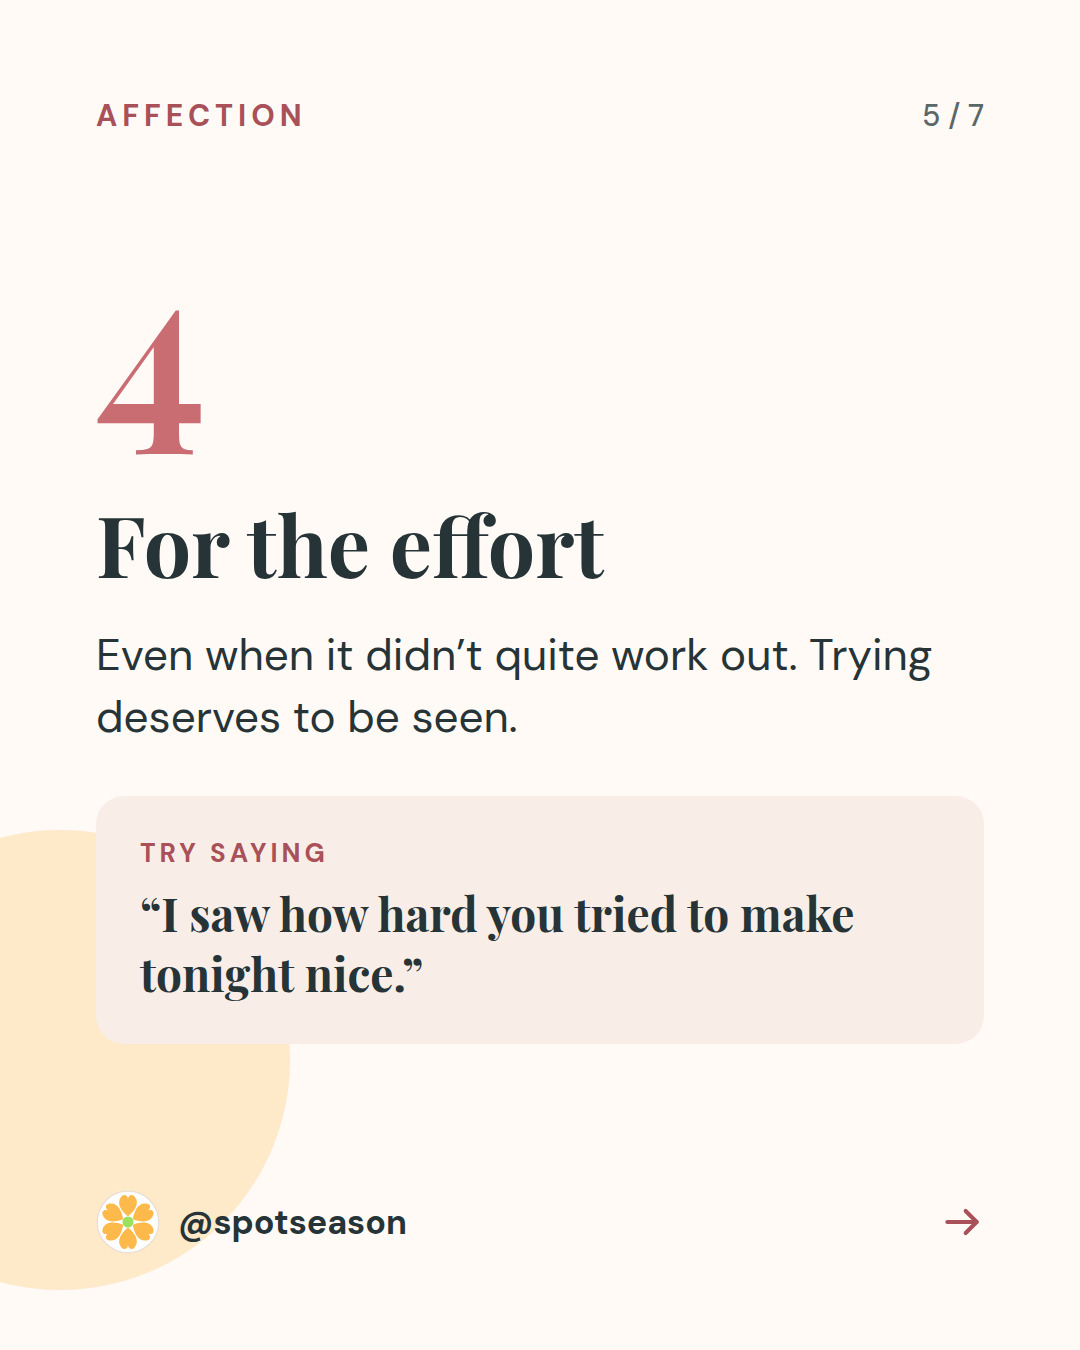 AFFECTION
5 / 7
4
For the effort
Even when it didn’t quite work out. Trying
deserves to be seen.
TRY SAYING
“I saw how hard you tried to make
tonight nice.”
@spotseason